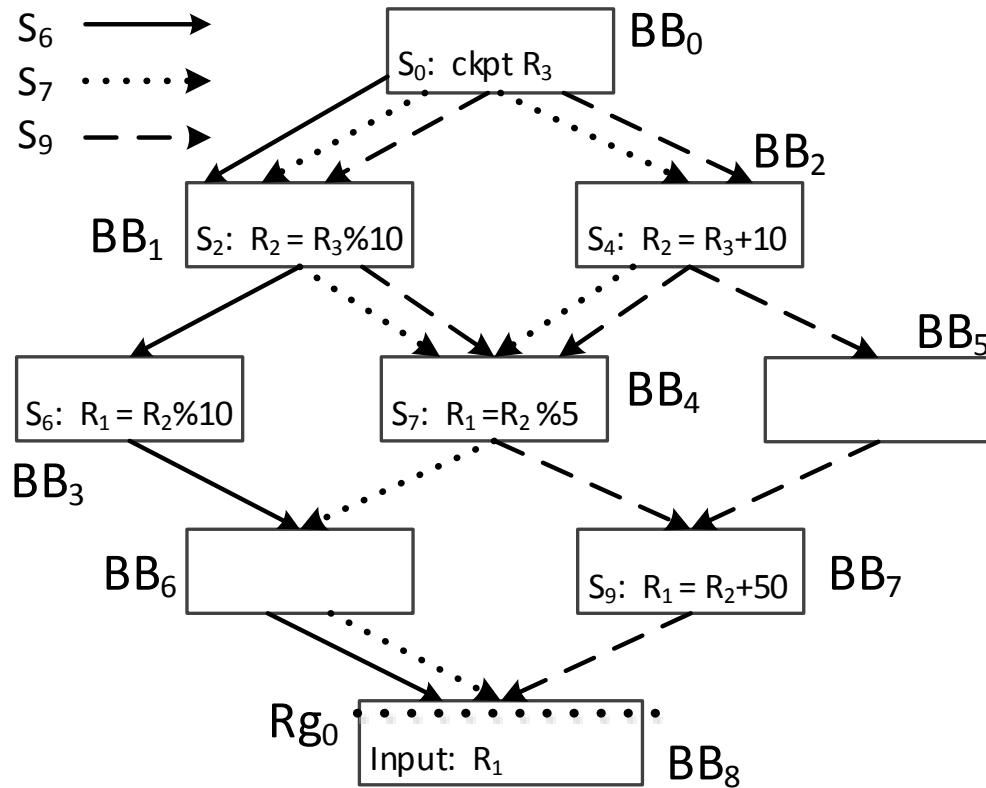 S₆
S₇
S₉
BB₀
S₀: ckpt R₃
BB₂
BB₁
S₂: R₂ = R₃%10
S₄: R₂ = R₃+10
BB₅
S₆: R₁ = R₂%10
S₇: R₁ =R₂ %5
BB₄
BB₃
BB₆
S₉: R₁ = R₂+50
BB₇
Rg₀
Input: R₁
BB₈